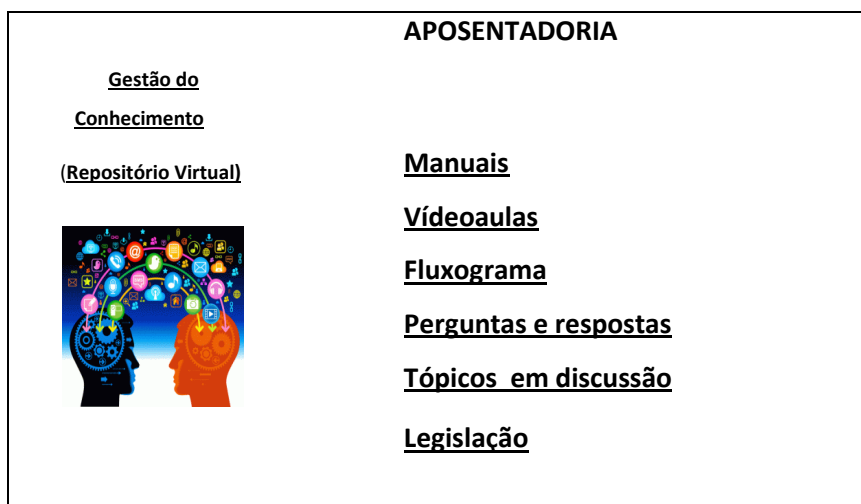 APOSENTADORIA
Gestão do
Conhecimento
(Repositório Virtual)
Manuais
Vídeoaulas
Fluxograma
Perguntas e respostas
Tópicos  em discussão
Legislação